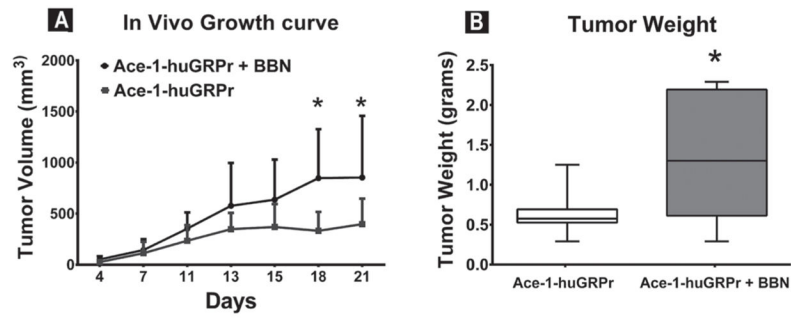 A
In Vivo Growth curve
Tumor Volume (mm³)
2000
1500
1000
500
0
Ace-1-huGRPr + BBN
Ace-1-huGRPr
* *
4 7 11 13 15 18 21
Days
B
Tumor Weight
Tumor Weight (grams)
2.5
2.0
1.5
1.0
0.5
0.0
*
Ace-1-huGRPr Ace-1-huGRPr + BBN